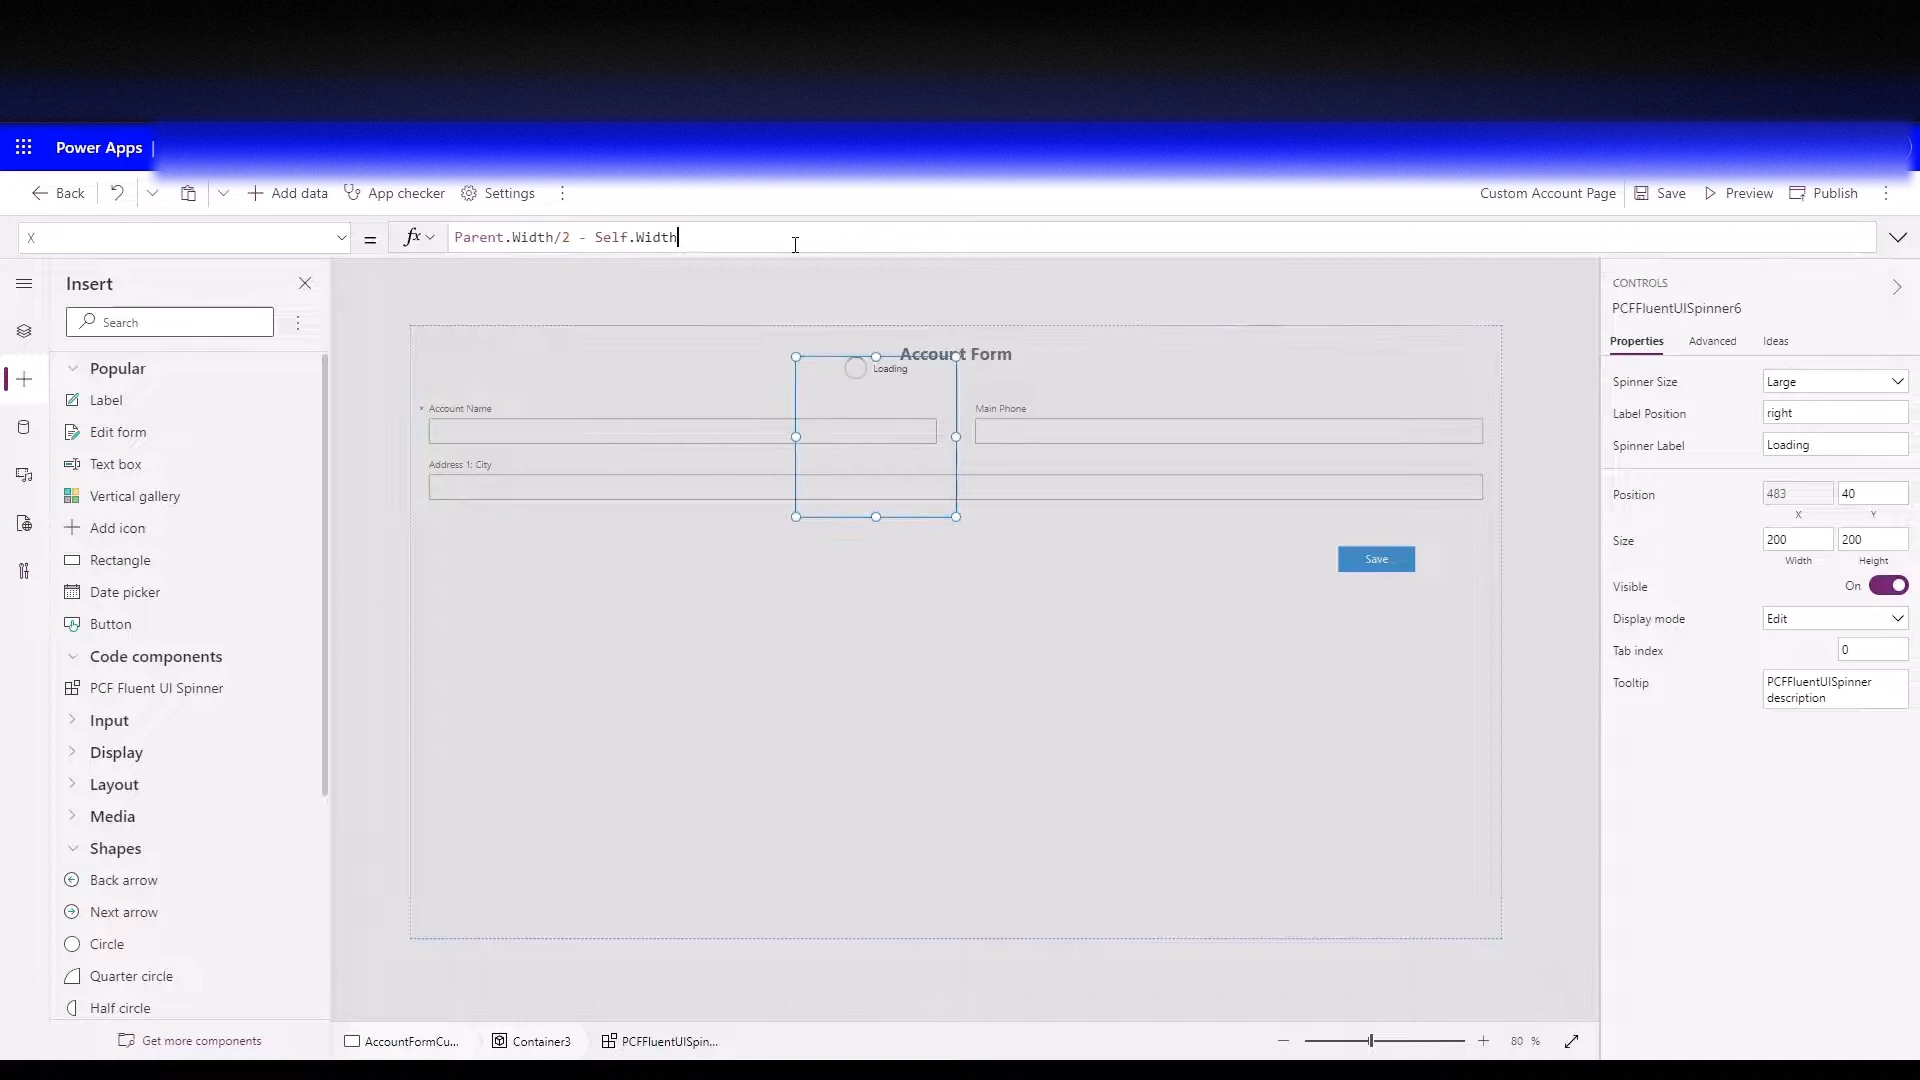 Power Apps |
Back
Add data
App checker
Settings
Custom Account Page
Save
Preview
Publish
X
=
fx
Parent.Width/2 - Self.Width
Insert
Search
Popular
Label
Edit form
Text box
Vertical gallery
Add icon
Rectangle
Date picker
Button
Code components
PCF Fluent UI Spinner
Input
Display
Layout
Media
Shapes
Back arrow
Next arrow
Circle
Quarter circle
Half circle
Get more components
Account Form
Loading
* Account Name
Main Phone
Address 1: City
Save
AccountFormCu...
Container3
PCFFluentUISpin...
80 %
CONTROLS
PCFFluentUISpinner6
Properties
Advanced
Ideas
Spinner Size
Large
Label Position
right
Spinner Label
Loading
Position
483
40
X
Y
Size
200
200
Width
Height
Visible
On
Display mode
Edit
Tab index
0
Tooltip
PCFFluentUISpinner
description